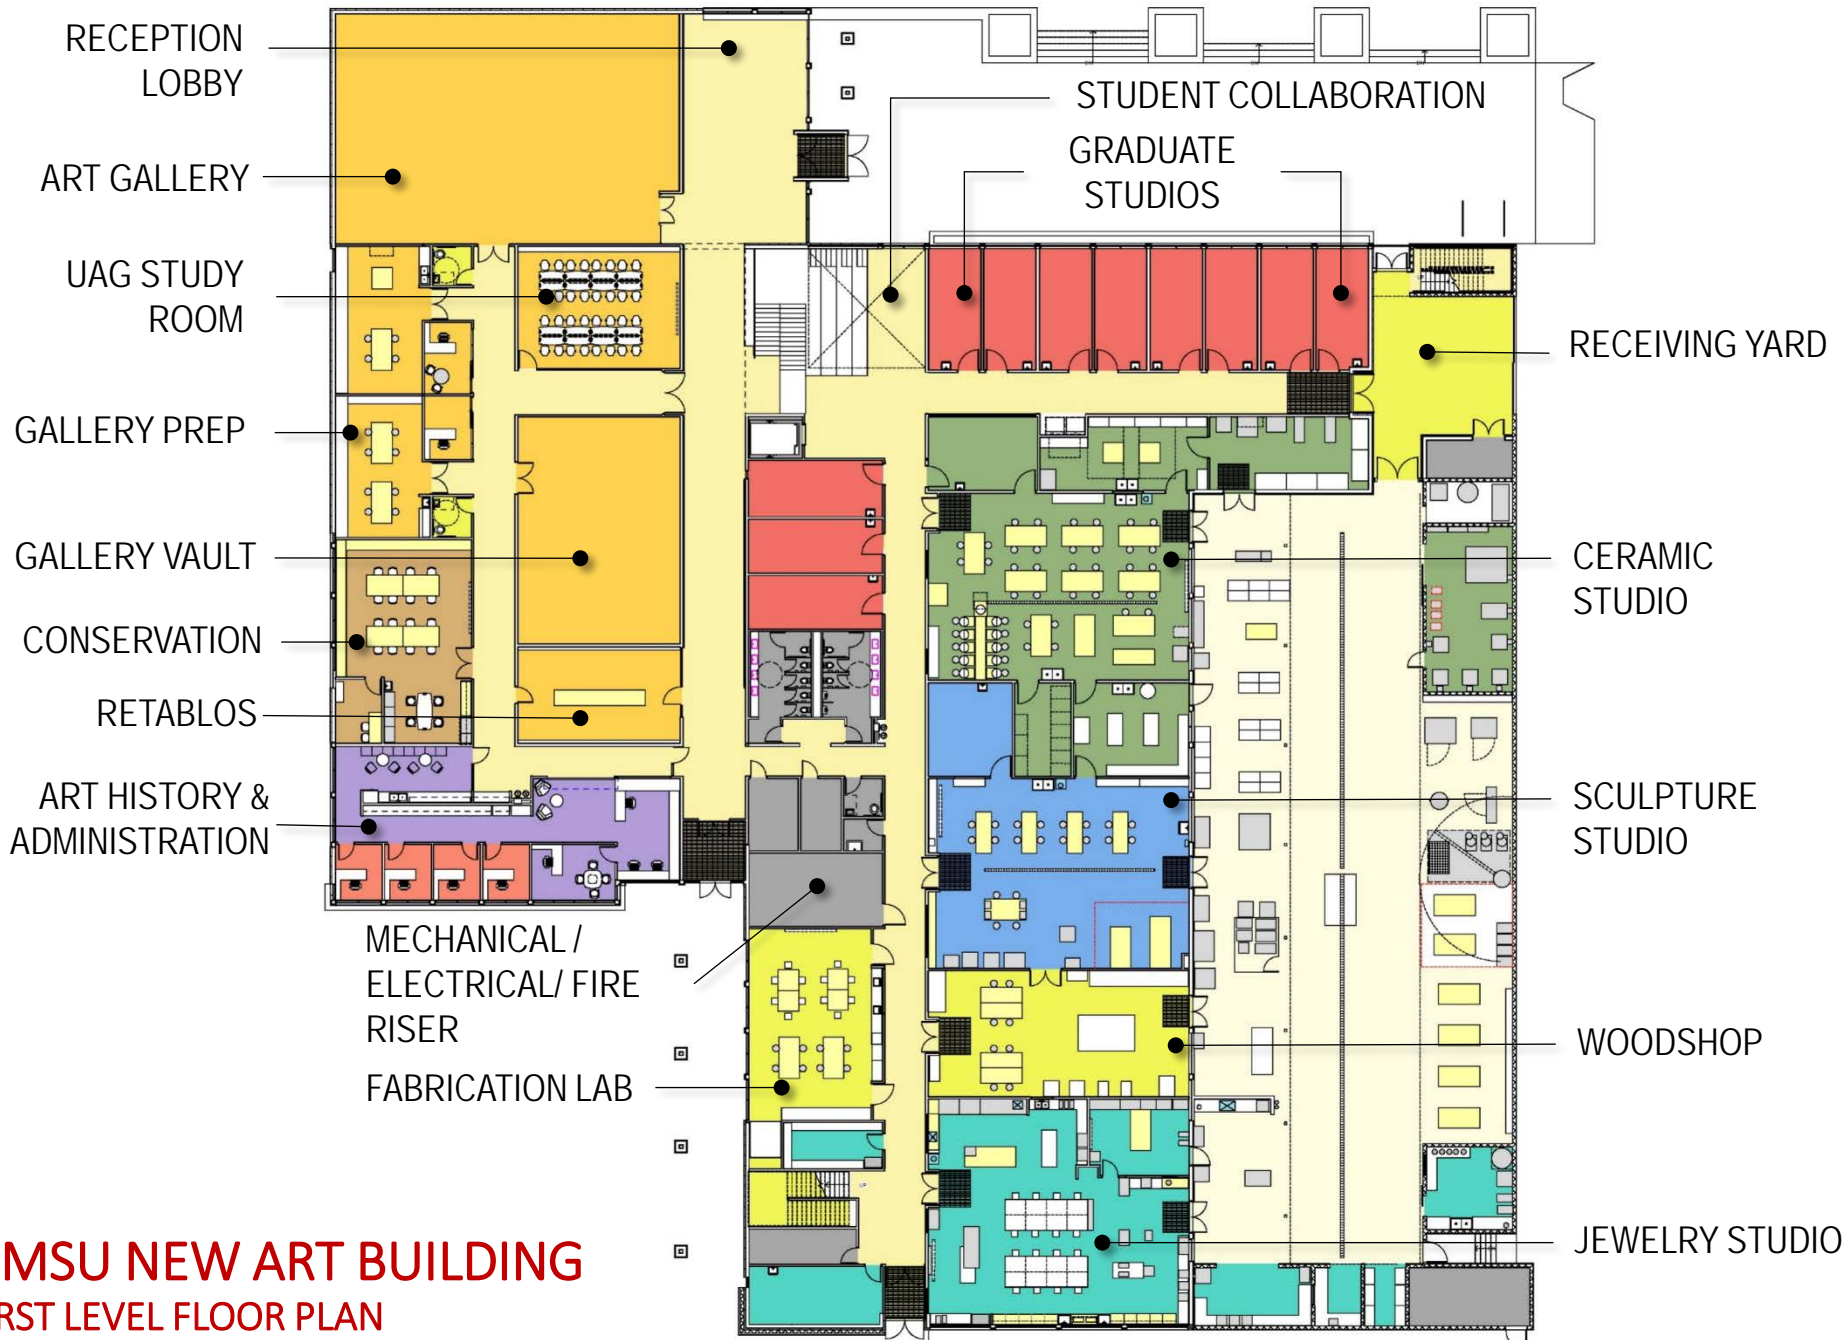 RECEPTION
LOBBY
STUDENT COLLABORATION
GRADUATE
STUDIOS
ART GALLERY
UAG STUDY
ROOM
RECEIVING YARD
GALLERY PREP
GALLERY VAULT
CERAMIC
STUDIO
CONSERVATION
RETABLOS
ART HISTORY &
ADMINISTRATION
SCULPTURE
STUDIO
MECHANICAL /
ELECTRICAL/ FIRE
RISER
WOODSHOP
FABRICATION LAB
UP
JEWELRY STUDIO
MSU NEW ART BUILDING
RST LEVEL FLOOR PLAN